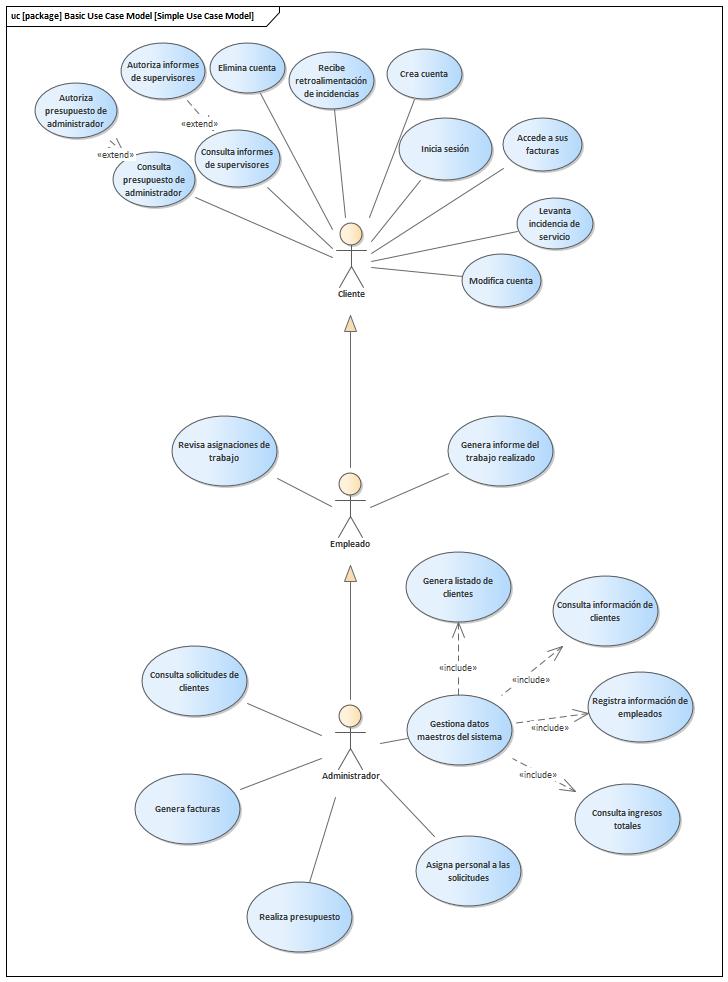 uc [package] Basic Use Case Model [Simple Use Case Model]
Autoriza informes
de supervisores
Elimina cuenta
Recibe
retroalimentación
de incidencias
Crea cuenta
Autoriza
presupuesto de
administrador
«extend»
«extend»
Consulta informes
de supervisores
Consulta
presupuesto de
administrador
Inicia sesión
Accede a sus
facturas
Levanta
incidencia de
servicio
Modifica cuenta
Cliente
Revisa asignaciones de
trabajo
Genera informe del
trabajo realizado
Empleado
Genera listado de
clientes
Consulta información de
clientes
«include»
«include»
Consulta solicitudes de
clientes
Gestiona datos
maestros del sistema
Registra información de
empleados
«include»
«include»
Administrador
Genera facturas
Consulta ingresos
totales
Asigna personal a las
solicitudes
Realiza presupuesto